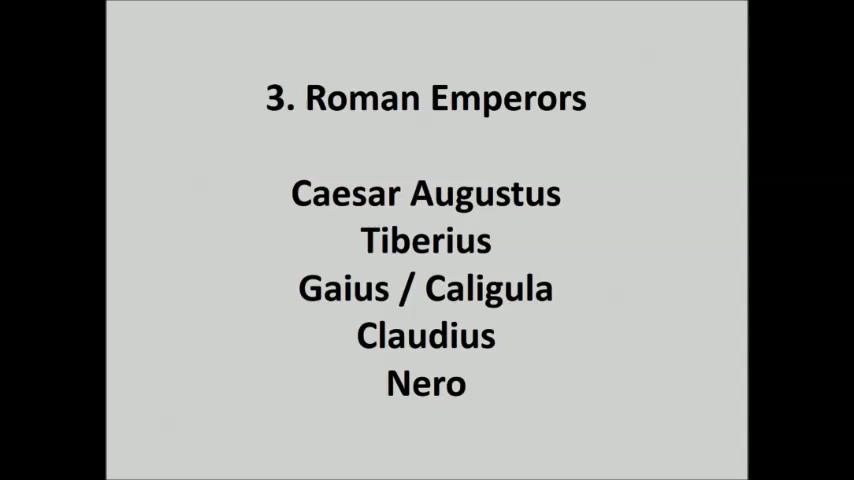 3. Roman Emperors
Caesar Augustus
Tiberius
Gaius / Caligula
Claudius
Nero